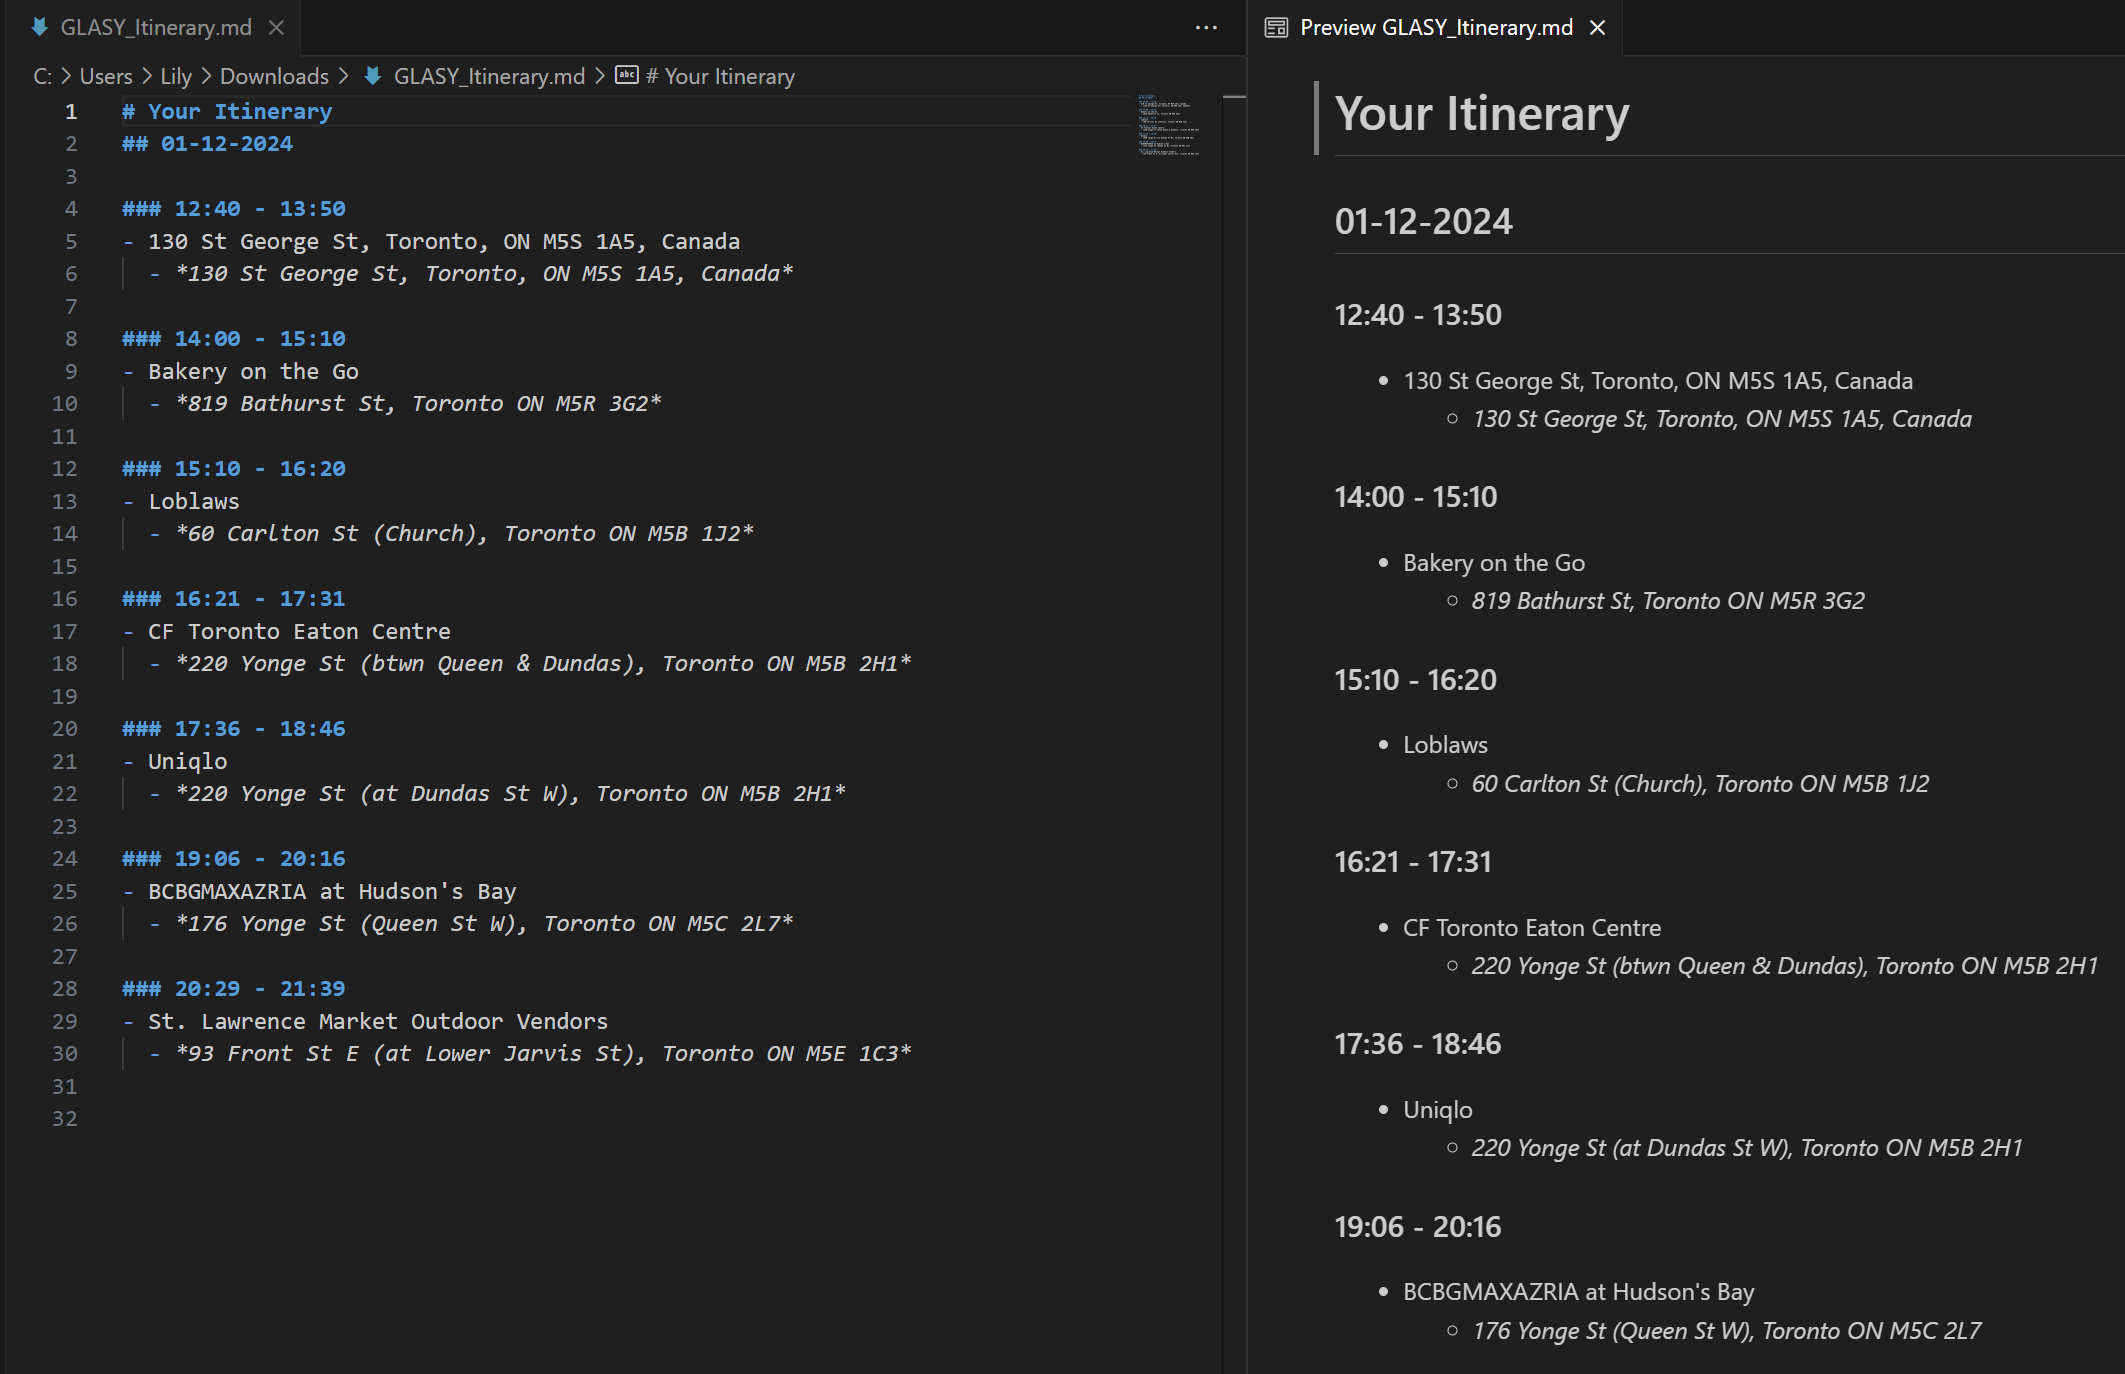 GLASY_Itinerary.md
C: > Users > Lily > Downloads > GLASY_Itinerary.md > # Your Itinerary
1 # Your Itinerary
2 ## 01-12-2024
3
4 ### 12:40 - 13:50
5 - 130 St George St, Toronto, ON M5S 1A5, Canada
6 - *130 St George St, Toronto, ON M5S 1A5, Canada*
7
8 ### 14:00 - 15:10
9 - Bakery on the Go
10 - *819 Bathurst St, Toronto ON M5R 3G2*
11
12 ### 15:10 - 16:20
13 - Loblaws
14 - *60 Carlton St (Church), Toronto ON M5B 1J2*
15
16 ### 16:21 - 17:31
17 - CF Toronto Eaton Centre
18 - *220 Yonge St (btwn Queen & Dundas), Toronto ON M5B 2H1*
19
20 ### 17:36 - 18:46
21 - Uniqlo
22 - *220 Yonge St (at Dundas St W), Toronto ON M5B 2H1*
23
24 ### 19:06 - 20:16
25 - BCBGMAXAZRIA at Hudson's Bay
26 - *176 Yonge St (Queen St W), Toronto ON M5C 2L7*
27
28 ### 20:29 - 21:39
29 - St. Lawrence Market Outdoor Vendors
30 - *93 Front St E (at Lower Jarvis St), Toronto ON M5E 1C3*
31
32
Preview GLASY_Itinerary.md
Your Itinerary
01-12-2024
12:40 - 13:50
• 130 St George St, Toronto, ON M5S 1A5, Canada
○ 130 St George St, Toronto, ON M5S 1A5, Canada
14:00 - 15:10
• Bakery on the Go
○ 819 Bathurst St, Toronto ON M5R 3G2
15:10 - 16:20
• Loblaws
○ 60 Carlton St (Church), Toronto ON M5B 1J2
16:21 - 17:31
• CF Toronto Eaton Centre
○ 220 Yonge St (btwn Queen & Dundas), Toronto ON M5B 2H1
17:36 - 18:46
• Uniqlo
○ 220 Yonge St (at Dundas St W), Toronto ON M5B 2H1
19:06 - 20:16
• BCBGMAXAZRIA at Hudson's Bay
○ 176 Yonge St (Queen St W), Toronto ON M5C 2L7